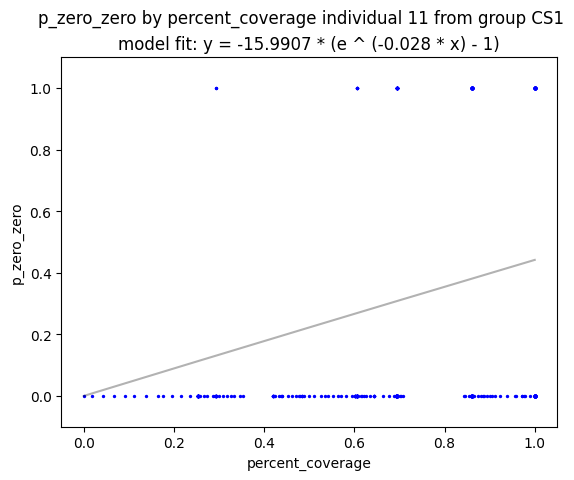 p_zero_zero by percent_coverage individual 11 from group CS1
model fit: y = -15.9907 * (e ^ (-0.028 * x) - 1)
1.0
0.8
0.6
0.4
0.2
0.0
p_zero_zero
0.0 0.2 0.4 0.6 0.8 1.0
percent_coverage